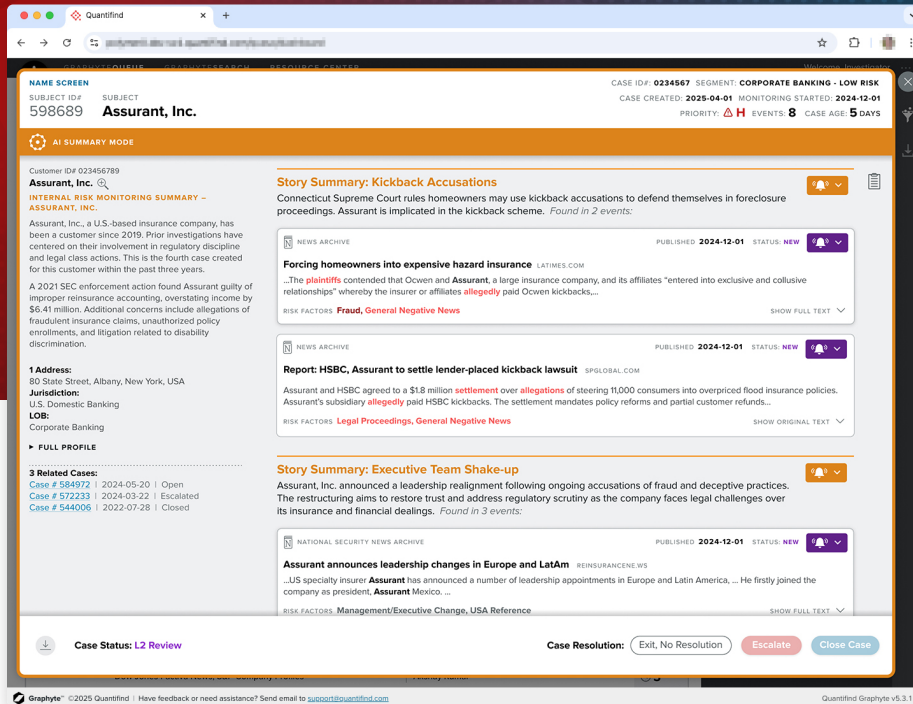 Quantifind
GRAPHYTEQUEUE GRAPHYTESEARCH RESOURCE CENTER
Welcome, Investigator
NAME SCREEN
SUBJECT ID# SUBJECT
598689 Assurant, Inc.
CASE ID#: 0234567 SEGMENT: CORPORATE BANKING - LOW RISK
CASE CREATED: 2025-04-01 MONITORING STARTED: 2024-12-01
PRIORITY: H EVENTS: 8 CASE AGE: 5 DAYS
AI SUMMARY MODE
Customer ID# 023456789
Assurant, Inc.
INTERNAL RISK MONITORING SUMMARY –
ASSURANT, INC.
Assurant, Inc., a U.S.-based insurance company, has
been a customer since 2019. Prior investigations have
centered on their involvement in regulatory discipline
and legal class actions. This is the fourth case created
for this customer within the past three years.
A 2021 SEC enforcement action found Assurant guilty of
improper reinsurance accounting, overstating income by
$6.41 million. Additional concerns include allegations of
fraudulent insurance claims, unauthorized policy
enrollments, and litigation related to disability
discrimination.
1 Address:
80 State Street, Albany, New York, USA
Jurisdiction:
U.S. Domestic Banking
LOB:
Corporate Banking
FULL PROFILE
3 Related Cases:
Case # 584972 | 2024-05-20 | Open
Case # 572233 | 2024-03-22 | Escalated
Case # 544006 | 2022-07-28 | Closed
Story Summary: Kickback Accusations
Connecticut Supreme Court rules homeowners may use kickback accusations to defend themselves in foreclosure
proceedings. Assurant is implicated in the kickback scheme. Found in 2 events:
NEWS ARCHIVE PUBLISHED 2024-12-01 STATUS: NEW
Forcing homeowners into expensive hazard insurance LATIMES.COM
...The plaintiffs contended that Ocwen and Assurant, a large insurance company, and its affiliates “entered into exclusive and collusive
relationships” whereby the insurer or affiliates allegedly paid Ocwen kickbacks,...
RISK FACTORS Fraud, General Negative News SHOW FULL TEXT
NEWS ARCHIVE PUBLISHED 2024-12-01 STATUS: NEW
Report: HSBC, Assurant to settle lender-placed kickback lawsuit SPGLOBAL.COM
Assurant and HSBC agreed to a $1.8 million settlement over allegations of steering 11,000 consumers into overpriced flood insurance policies.
Assurant's subsidiary allegedly paid HSBC kickbacks. The settlement mandates policy reforms and partial customer refunds...
RISK FACTORS Legal Proceedings, General Negative News SHOW ORIGINAL TEXT
Story Summary: Executive Team Shake-up
Assurant, Inc. announced a leadership realignment following ongoing accusations of fraud and deceptive practices.
The restructuring aims to restore trust and address regulatory scrutiny as the company faces legal challenges over
its insurance and financial dealings. Found in 3 events:
NATIONAL SECURITY NEWS ARCHIVE PUBLISHED 2024-12-01 STATUS: NEW
Assurant announces leadership changes in Europe and LatAm REINSURANCENE.WS
...US specialty insurer Assurant has announced a number of leadership appointments in Europe and Latin America, ... He firstly joined the
company as president, Assurant Mexico. ...
RISK FACTORS Management/Executive Change, USA Reference SHOW FULL TEXT
Case Status: L2 Review
Case Resolution: Exit, No Resolution Escalate Close Case
Graphyte™ ©2025 Quantifind | Have feedback or need assistance? Send email to support@quantifind.com
Quantifind Graphyte v5.3.1